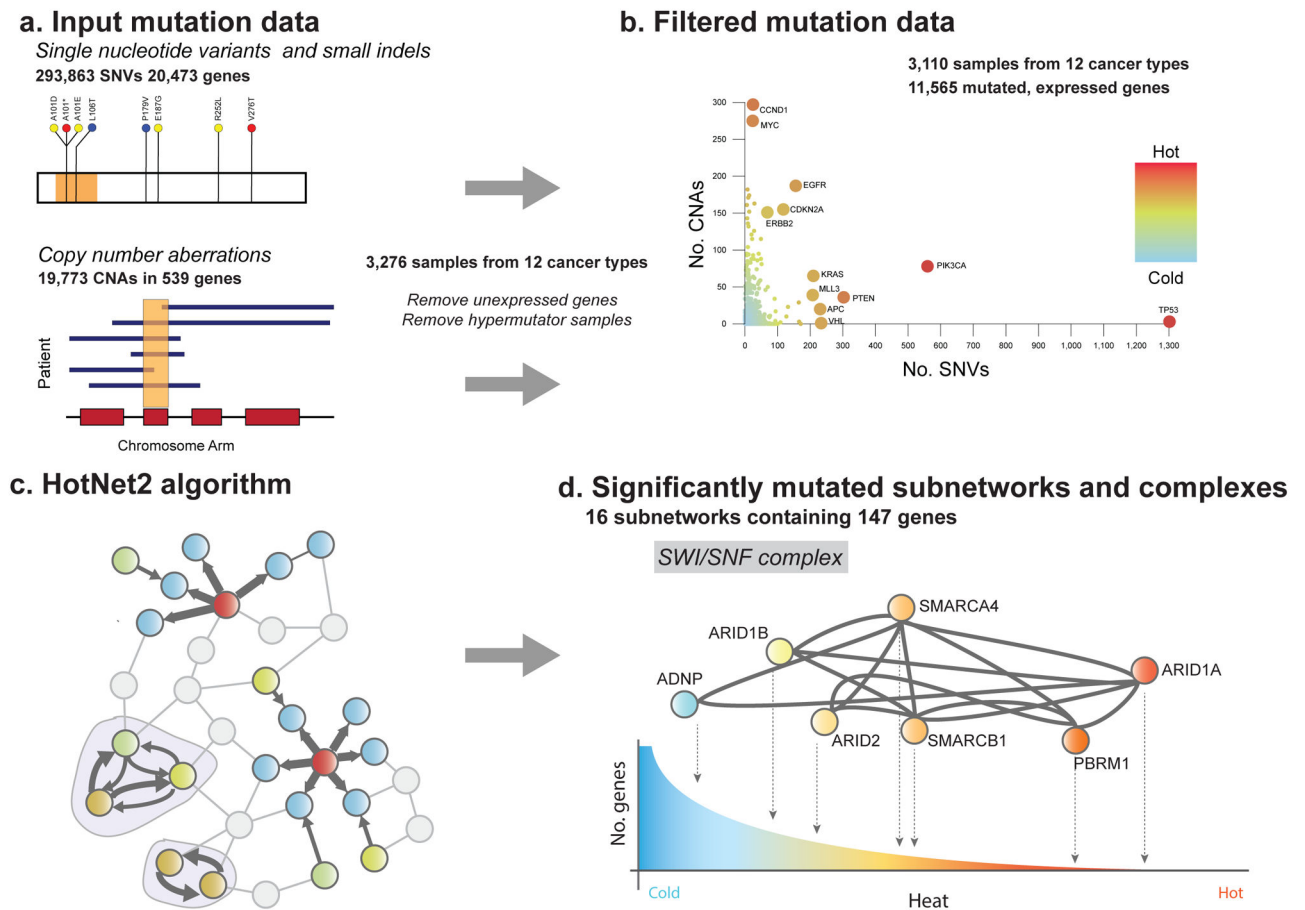 a. Input mutation data
Single nucleotide variants and small indels
293,863 SNVs 20,473 genes
A101D
A101*
A101E
L106T
P179V
E187G
R252L
V276T
Copy number aberrations
19,773 CNAs in 539 genes
Patient
Chromosome Arm
3,276 samples from 12 cancer types
Remove unexpressed genes
Remove hypermutator samples
b. Filtered mutation data
3,110 samples from 12 cancer types
11,565 mutated, expressed genes
No. CNAs
300
250
200
150
100
50
0
CCND1
MYC
EGFR
CDKN2A
ERBB2
KRAS
MLL3
PTEN
APC
VHL
PIK3CA
TP53
0 100 200 300 400 500 600 700 800 900 1,000 1,100 1,200 1,300
No. SNVs
Hot
Cold
c. HotNet2 algorithm
d. Significantly mutated subnetworks and complexes
16 subnetworks containing 147 genes
SWI/SNF complex
SMARCA4
ARID1B
ARID1A
ADNP
ARID2
SMARCB1
PBRM1
No. genes
Cold
Heat
Hot